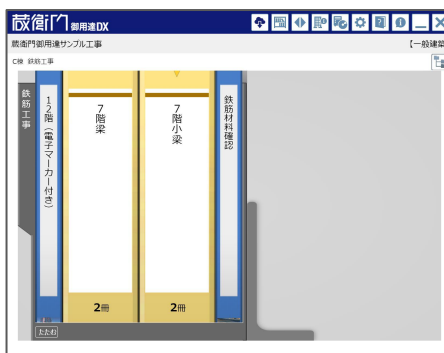 蔵衛門御用達DX
蔵衛門御用達サンプル工事
【一般建築
C棟 鉄筋工事
鉄筋工事
12階（電子マーカー付き）
7階梁
7階小梁
鉄筋材料確認
2冊
2冊
たたむ